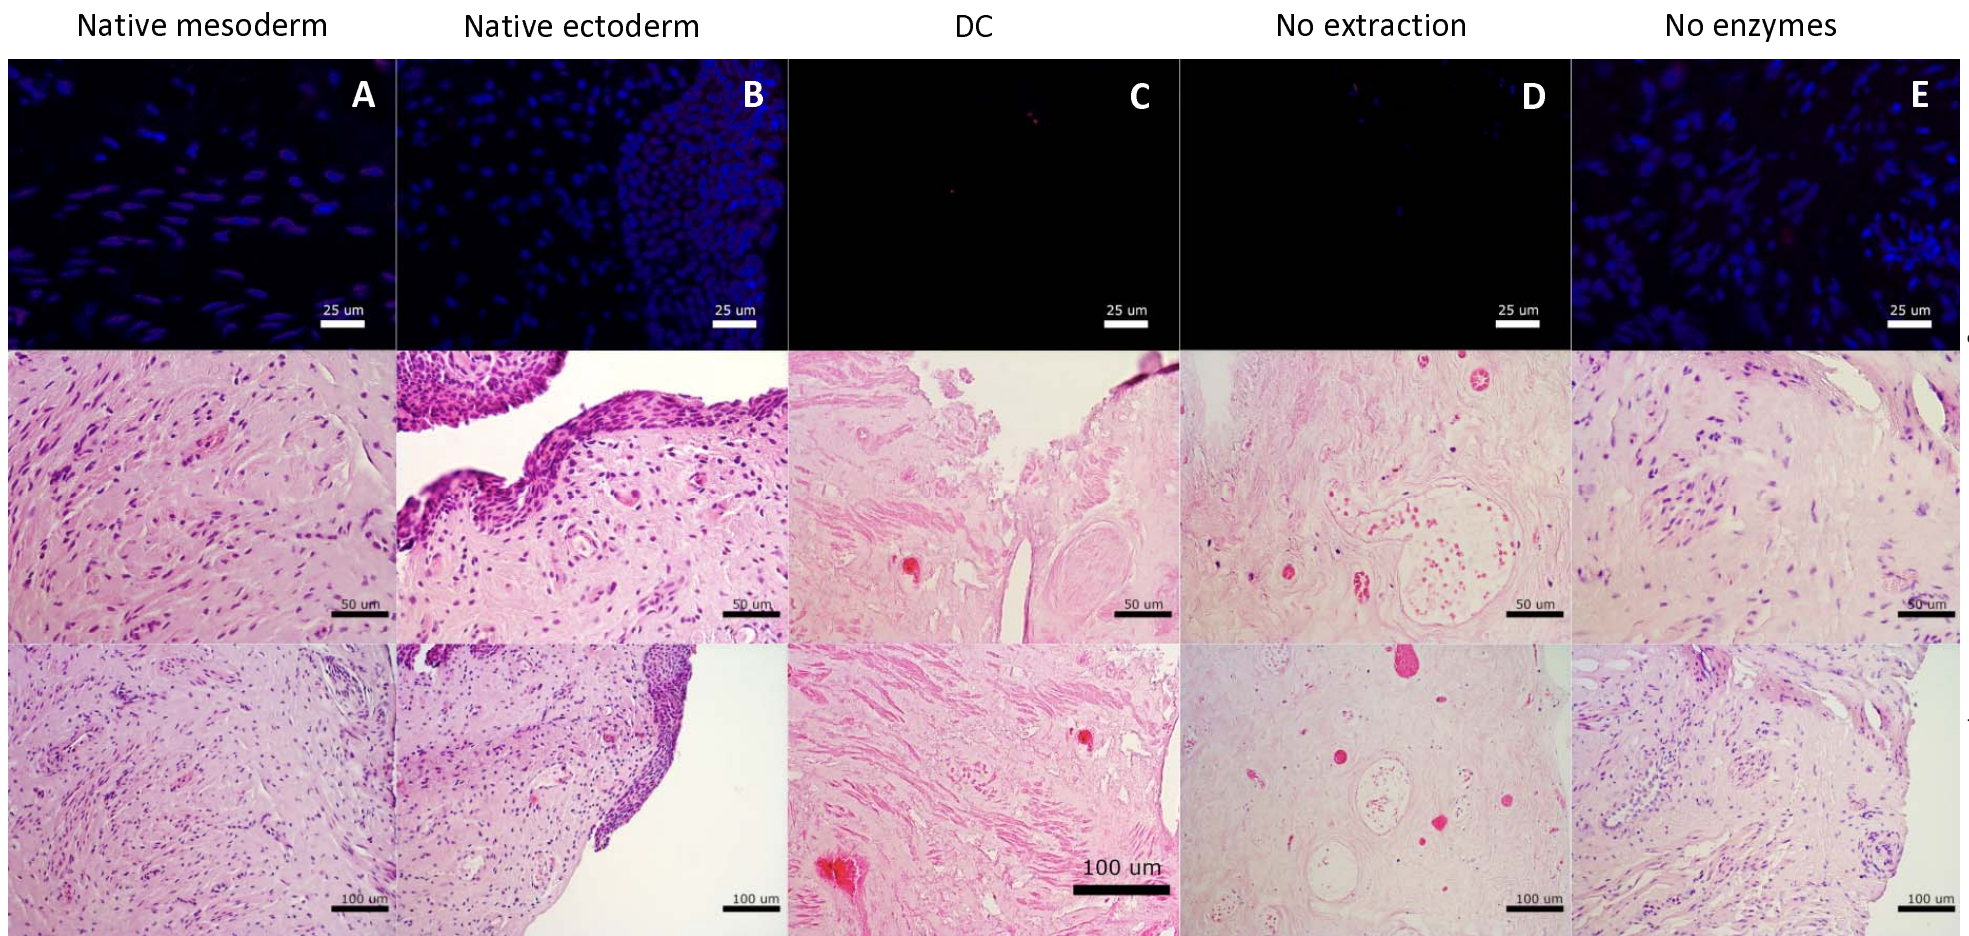 Native mesoderm Native ectoderm DC No extraction No enzymes
A B C D E
25 um 25 um 25 um 25 um 25 um
50 um 50 um 50 um 50 um 50 um
100 um 100 um 100 um 100 um 100 um